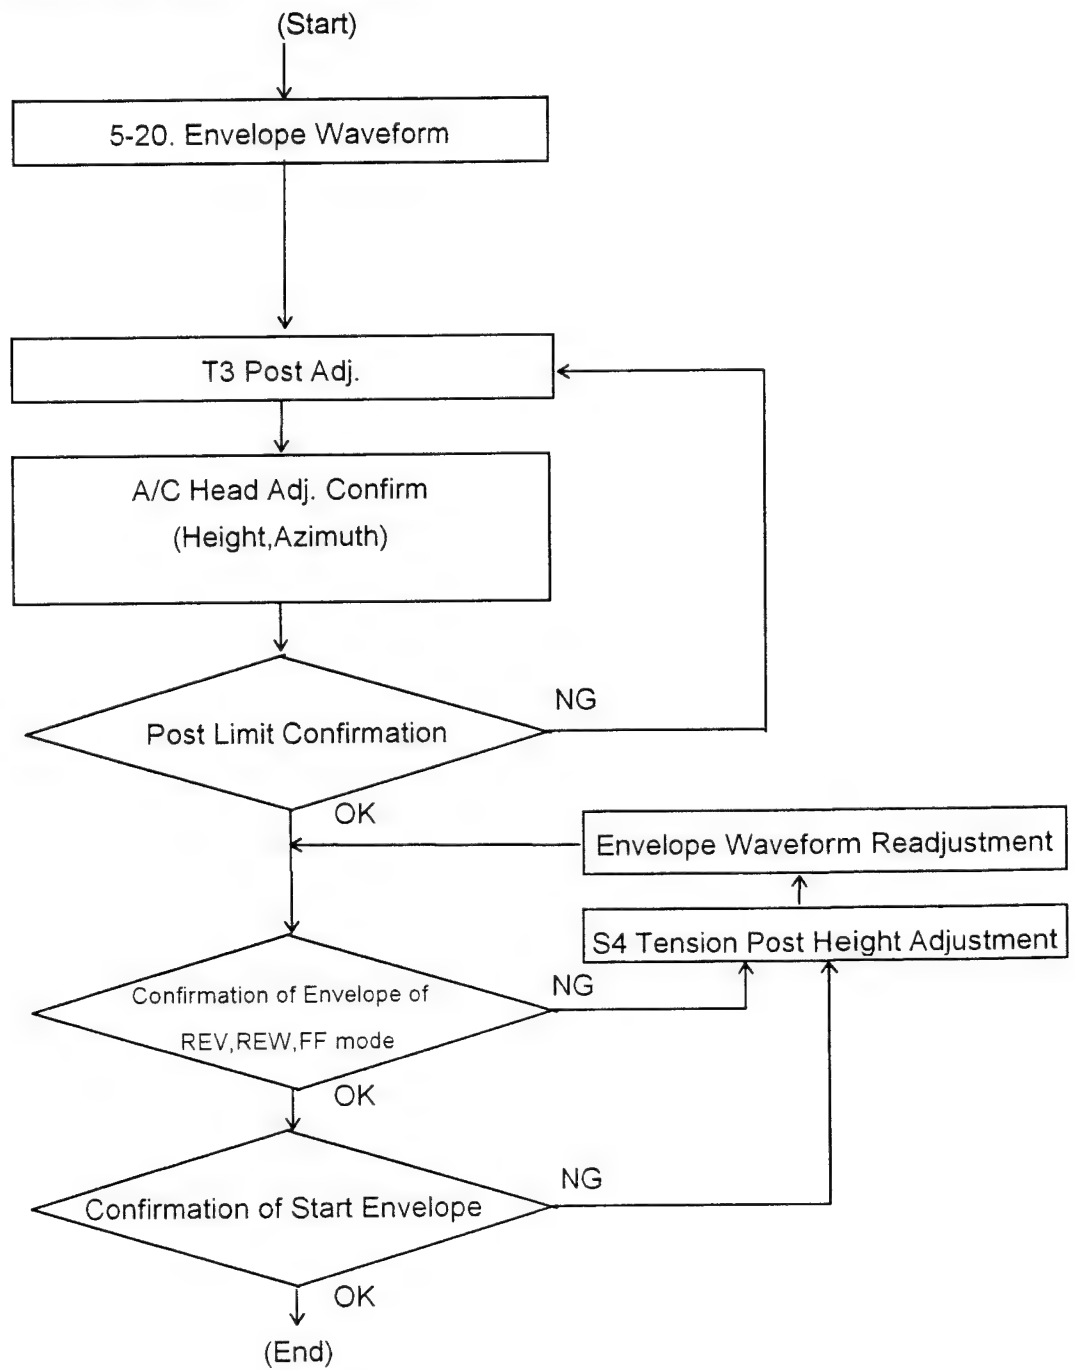 (Start)
5-20. Envelope Waveform
T3 Post Adj.
A/C Head Adj. Confirm
(Height,Azimuth)
NG
Post Limit Confirmation
OK
Envelope Waveform Readjustment
S4 Tension Post Height Adjustment
NG
Confirmation of Envelope of
REV,REW,FF mode
OK
NG
Confirmation of Start Envelope
OK
(End)